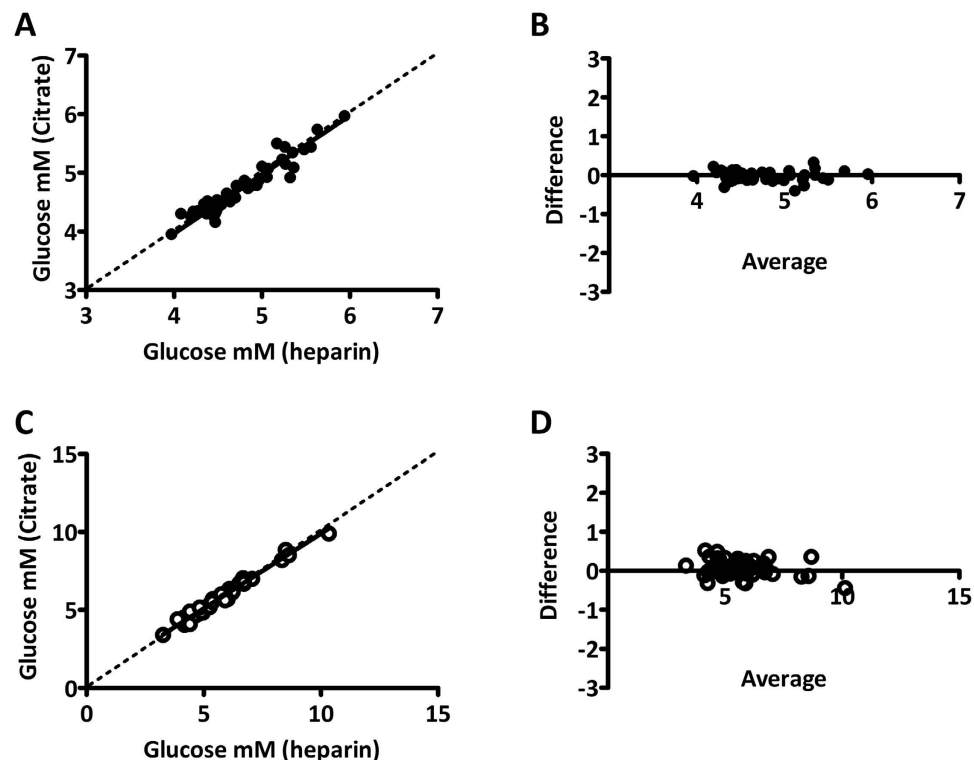 A
Glucose mM (Citrate)
7
6
5
4
3
3 4 5 6 7
Glucose mM (heparin)
B
Difference
3
2
1
0
-1
-2
-3
4 5 6 7
Average
C
Glucose mM (Citrate)
15
10
5
0
0 5 10 15
Glucose mM (heparin)
D
Difference
3
2
1
0
-1
-2
-3
5 10 15
Average